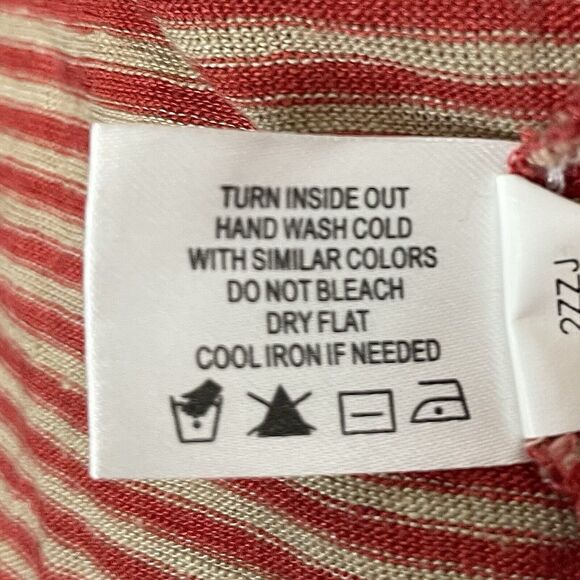 TURN INSIDE OUT
HAND WASH COLD
WITH SIMILAR COLORS
DO NOT BLEACH
DRY FLAT
COOL IRON IF NEEDED
2ZZJ